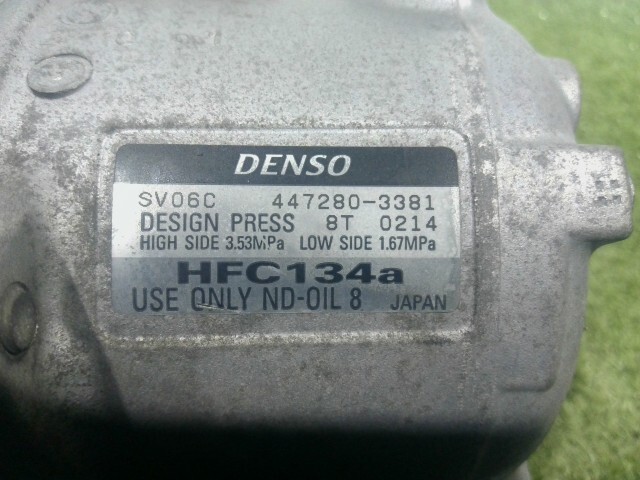 DENSO
SV06C 447280-3381
DESIGN PRESS 8T 0214
HIGH SIDE 3.53MPa LOW SIDE 1.67MPa
HFC134a
USE ONLY ND-OIL 8 JAPAN